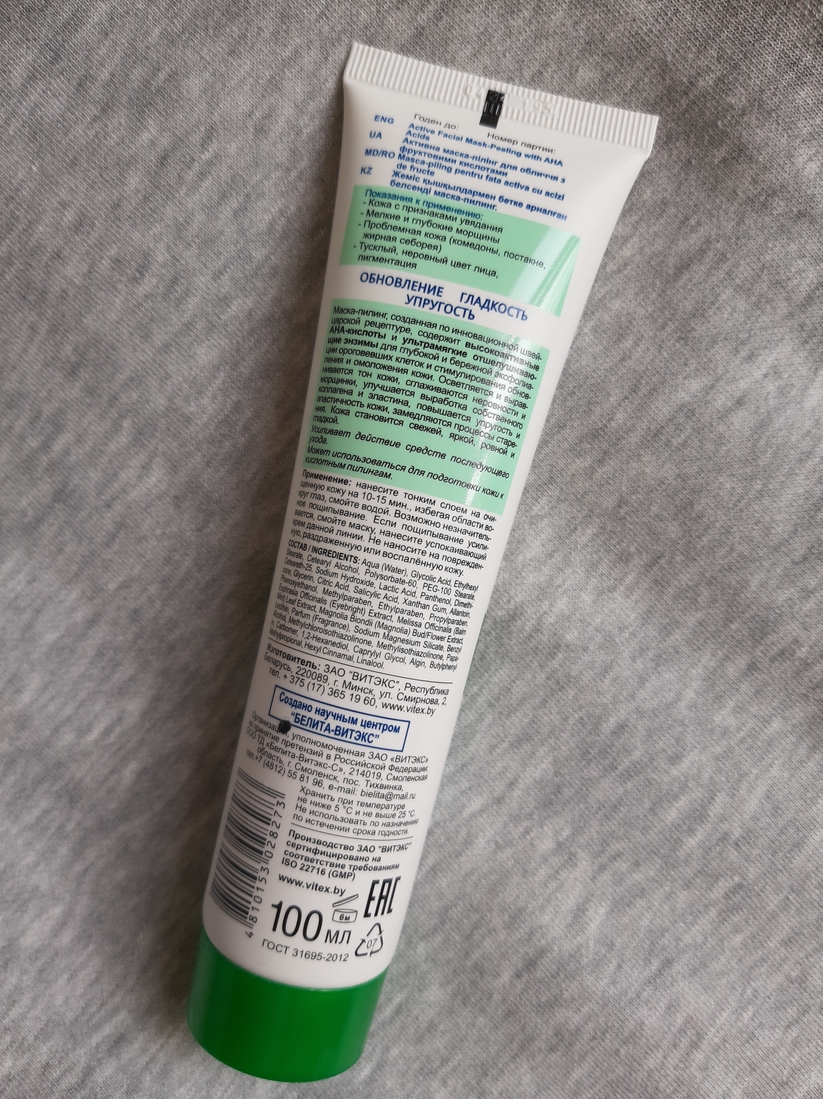 Годен до: Номер партии:
ENG Active Facial Mask-Peeling with AHA
Acids
UA Активна маска-пілінг для обличчя з
фруктовими кислотами
MD/RO Masca-piling pentru fata activa cu acizi
de fructe
KZ Жеміс қышқылдармен бетке арналған
белсенді маска-пилинг.
Показания к применению:
- Кожа с признаками увядания
- Мелкие и глубокие морщины
- Проблемная кожа (комедоны, постакне,
жирная себорея)
- Тусклый, неровный цвет лица,
пигментация
ОБНОВЛЕНИЕ ГЛАДКОСТЬ
УПРУГОСТЬ
Маска-пилинг, созданная по инновационной швей-
царской рецептуре, содержит высокоактивные
АНА-кислоты и ультрамягкие отшелушиваю-
щие энзимы для глубокой и бережной эксфолиа-
ции ороговевших клеток и стимулирования обнов-
ления и омоложения кожи. Осветляется и вырав-
нивается тон кожи, сглаживаются неровности и
морщинки, улучшается выработка собственного
коллагена и эластина, повышается упругость и
эластичность кожи, замедляются процессы старе-
ния. Кожа становится свежей, яркой, ровной и
гладкой.
Усиливает действие средств последующего
ухода.
Может использоваться для подготовки кожи к
кислотным пилингам.
Применение: нанесите тонким слоем на очи-
щенную кожу на 10-15 мин., избегая области во-
круг глаз, смойте водой. Возможно незначитель-
ное пощипывание. Если пощипывание усили-
вается, смойте маску, нанесите успокаивающий
крем данной линии. Не наносите на поврежден-
ную, раздраженную или воспалённую кожу.
СОСТАВ / INGREDIENTS: Aqua (Water), Glycolic Acid, Ethylhexyl
Stearate, Cetearyl Alcohol, Polysorbate-60, PEG-100 Stearate,
Ceteareth-25, Sodium Hydroxide, Lactic Acid, Panthenol, Dimethi-
cone, Glycerin, Citric Acid, Salicylic Acid, Xanthan Gum, Allantoin,
Phenoxyethanol, Methylparaben, Ethylparaben, Propylparaben,
Euphrasia Officinalis (Eyebright) Extract, Melissa Officinalis (Balm
Mint) Leaf Extract, Magnolia Biondii (Magnolia) Bud/Flower Extract,
Lecithin, Parfum (Fragrance), Sodium Magnesium Silicate, Benzyl
Alcohol, Methylchloroisothiazolinone, Methylisothiazolinone, Papa-
in, Carbomer, 1,2-Hexanediol, Caprylyl Glycol, Algin, Butylphenyl
Methylpropional, Hexyl Cinnamal, Linalool.
Изготовитель: ЗАО "ВИТЭКС", Республика
Беларусь, 220089, г. Минск, ул. Смирнова, 2,
тел. + 375 (17) 365 19 60, www.vitex.by
Создано научным центром
"БЕЛИТА-ВИТЭКС"
уполномоченная ЗАО «ВИТЭКС»
на принятие претензий в Российской Федерации:
ООО ТД «Белита-Витэкс-С», 214019, Смоленская
область, г. Смоленск, пос. Тихвинка,
тел.+7 (4812) 55 81 96, e-mail: bielita@mail.ru
Хранить при температуре
не ниже 5 °С и не выше 25 °С.
Не использовать по назначению
по истечении срока годности.
Производство ЗАО "ВИТЭКС"
сертифицировано на
соответствие требованиям
ISO 22716 (GMP)
www.vitex.by
4 810153 028273
6м
EAC
100 МЛ
07
ГОСТ 31695-2012